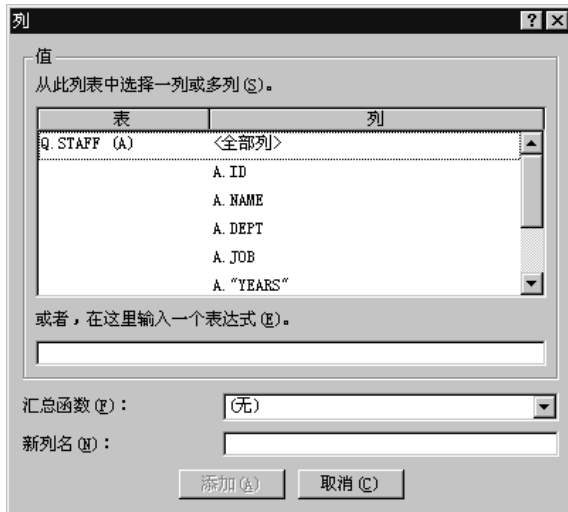 列
值
从此列表中选择一列或多列(S)。
表 列
Q.STAFF (A) <全部列>
A.ID
A.NAME
A.DEPT
A.JOB
A."YEARS"
或者，在这里输入一个表达式(E)。
汇总函数(F)： (无)
新列名(N)：
添加(A) 取消(C)